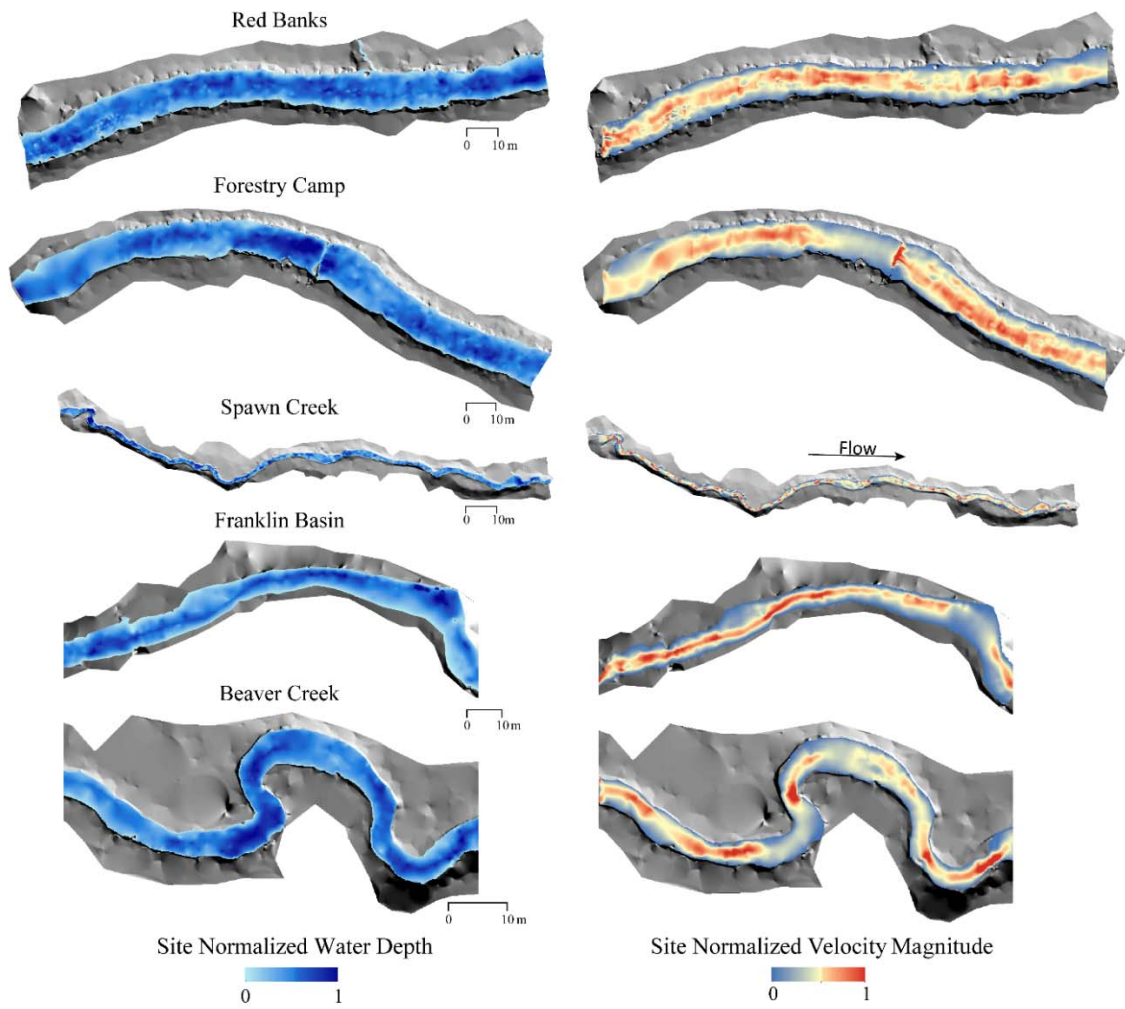 Red Banks
0 10 m
Forestry Camp
0 10 m
Spawn Creek
Flow
0 10 m
Franklin Basin
Beaver Creek
0 10 m
0 10 m
Site Normalized Water Depth
Site Normalized Velocity Magnitude
0 1
0 1